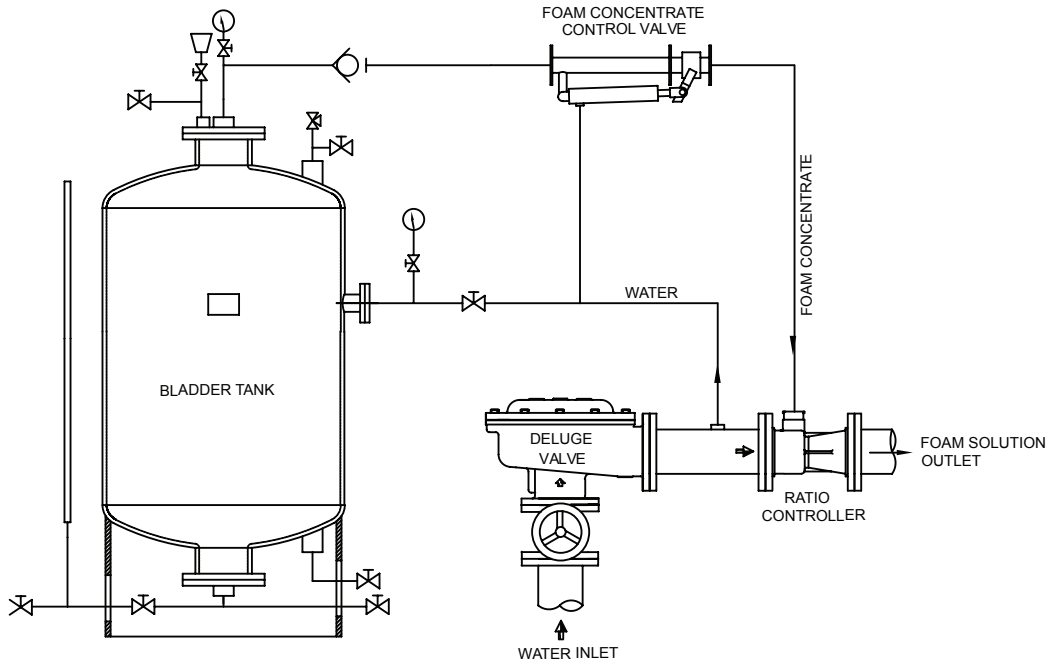 FOAM CONCENTRATE
CONTROL VALVE
FOAM CONCENTRATE
WATER
BLADDER TANK
DELUGE
VALVE
FOAM SOLUTION
OUTLET
RATIO
CONTROLLER
WATER INLET